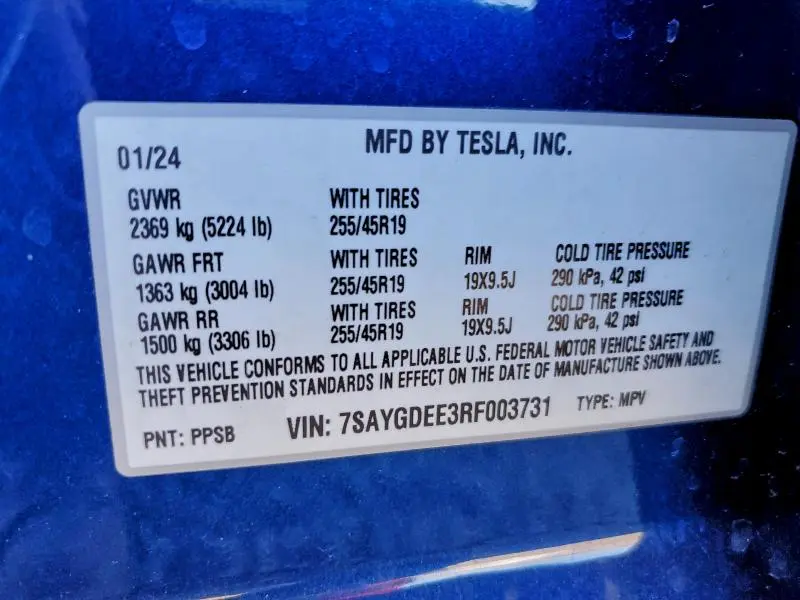 01/24 MFD BY TESLA, INC.
GVWR WITH TIRES
2369 kg (5224 lb) 255/45R19
GAWR FRT WITH TIRES RIM COLD TIRE PRESSURE
1363 kg (3004 lb) 255/45R19 19X9.5J 290 kPa, 42 psi
GAWR RR WITH TIRES RIM COLD TIRE PRESSURE
1500 kg (3306 lb) 255/45R19 19X9.5J 290 kPa, 42 psi
THIS VEHICLE CONFORMS TO ALL APPLICABLE U.S. FEDERAL MOTOR VEHICLE SAFETY AND
THEFT PREVENTION STANDARDS IN EFFECT ON THE DATE OF MANUFACTURE SHOWN ABOVE.
PNT: PPSB VIN: 7SAYGDEE3RF003731 TYPE: MPV